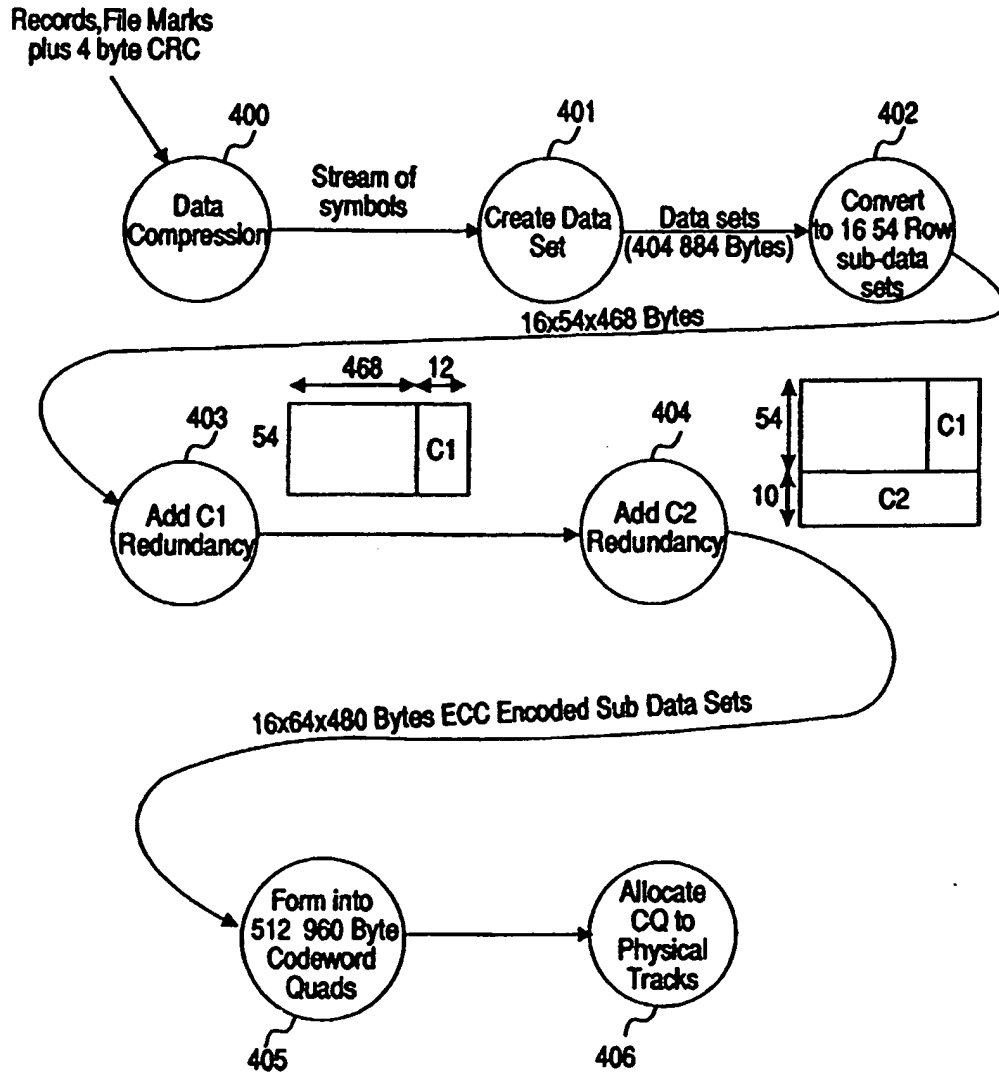 Records,File Marks
plus 4 byte CRC
400
401
402
Data
Compression
Stream of
symbols
Create Data
Set
Data sets
(404 884 Bytes)
Convert
to 16 54 Row
sub-data
sets
16x54x468 Bytes
468
12
54
C1
54
C1
10
C2
403
404
Add C1
Redundancy
Add C2
Redundancy
16x64x480 Bytes ECC Encoded Sub Data Sets
Form into
512 960 Byte
Codeword
Quads
Allocate
CQ to
Physical
Tracks
405
406